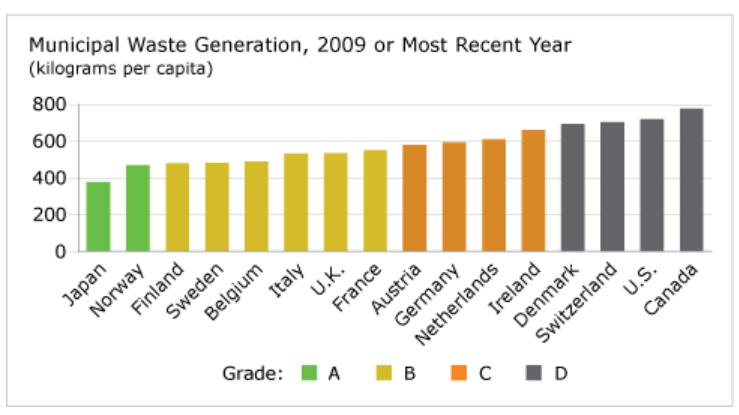 Municipal Waste Generation, 2009 or Most Recent Year
(kilograms per capita)
800
600
400
200
0
Japan
Norway
Finland
Sweden
Belgium
Italy
U.K.
France
Austria
Germany
Netherlands
Ireland
Denmark
Switzerland
U.S.
Canada
Grade: A B C D